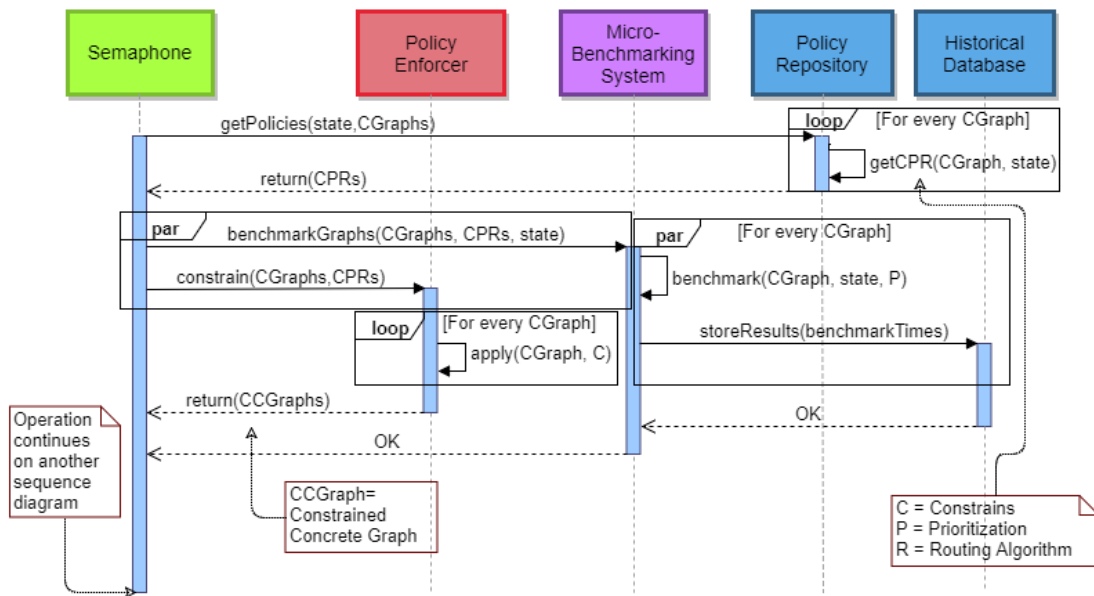 Semaphone
Policy
Enforcer
Micro-
Benchmarking
System
Policy
Repository
Historical
Database
getPolicies(state,CGraphs)
loop
[For every CGraph]
getCPR(CGraph, state)
return(CPRs)
par
benchmarkGraphs(CGraphs, CPRs, state)
par
[For every CGraph]
benchmark(CGraph, state, P)
constrain(CGraphs,CPRs)
loop
[For every CGraph]
apply(CGraph, C)
storeResults(benchmarkTimes)
return(CCGraphs)
OK
OK
Operation
continues
on another
sequence
diagram
CCGraph=
Constrained
Concrete Graph
C = Constrains
P = Prioritization
R = Routing Algorithm